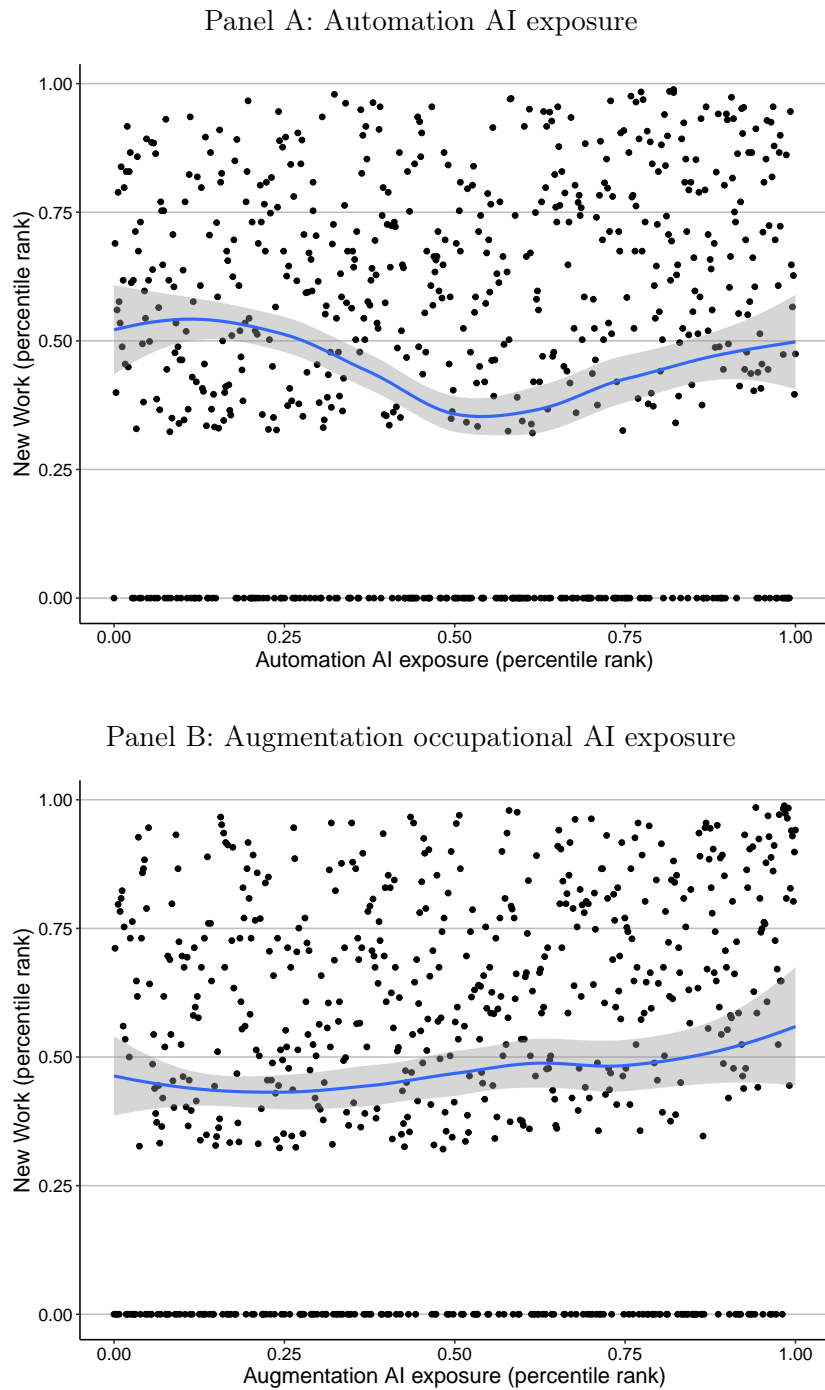 Panel A: Automation AI exposure
1.00
0.75
0.50
0.25
0.00
New Work (percentile rank)
0.00 0.25 0.50 0.75 1.00
Automation AI exposure (percentile rank)
Panel B: Augmentation occupational AI exposure
1.00
0.75
0.50
0.25
0.00
New Work (percentile rank)
0.00 0.25 0.50 0.75 1.00
Augmentation AI exposure (percentile rank)